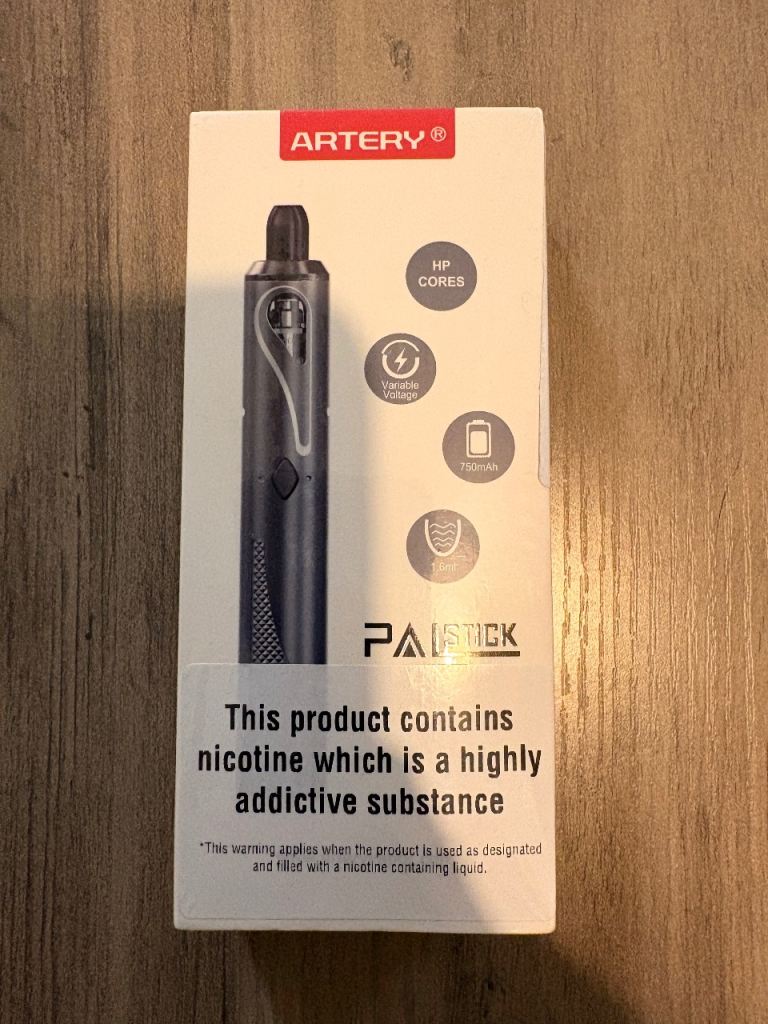 ARTERY®
HP
CORES
Variable
Voltage
750mAh
1.6ml
PAL STICK
This product contains
nicotine which is a highly
addictive substance
*This warning applies when the product is used as designated
and filled with a nicotine containing liquid.